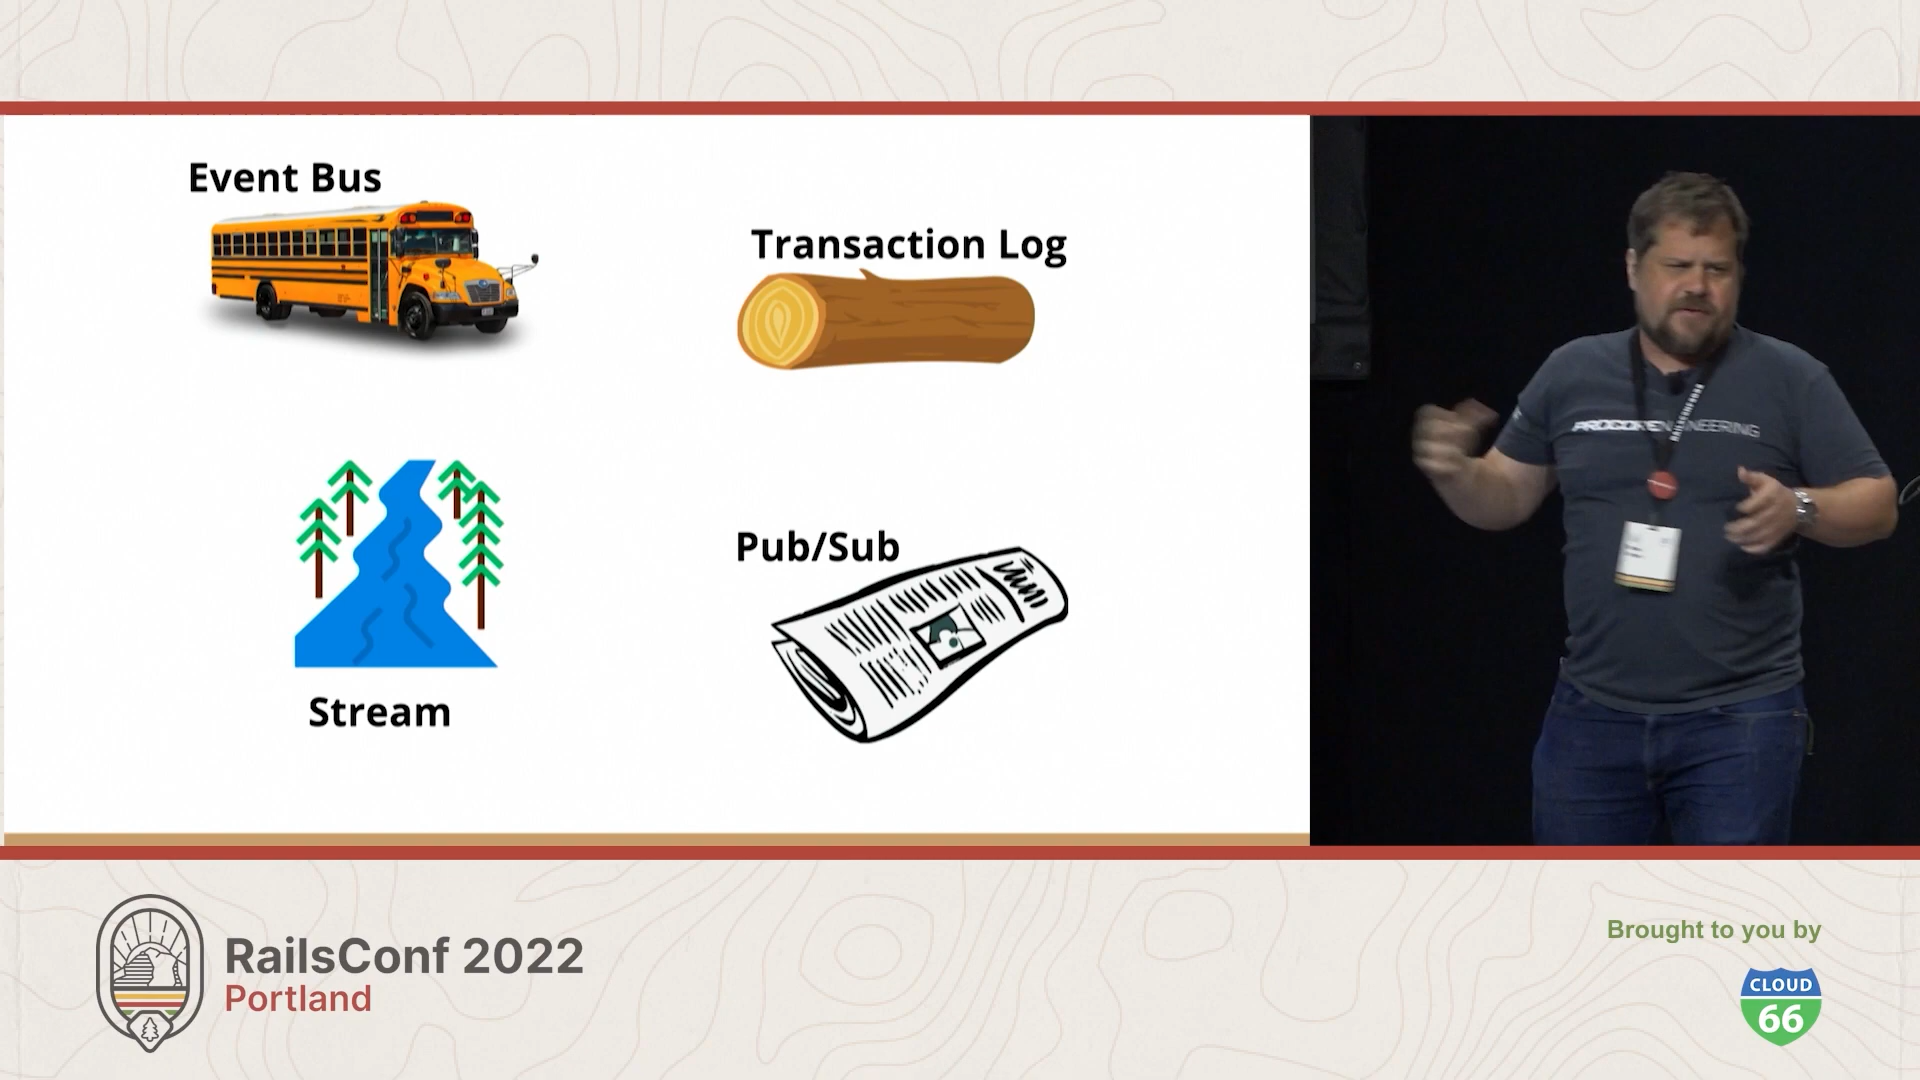 Event Bus
Transaction Log
Stream
Pub/Sub
RailsConf 2022
Portland
Brought to you by
CLOUD
66